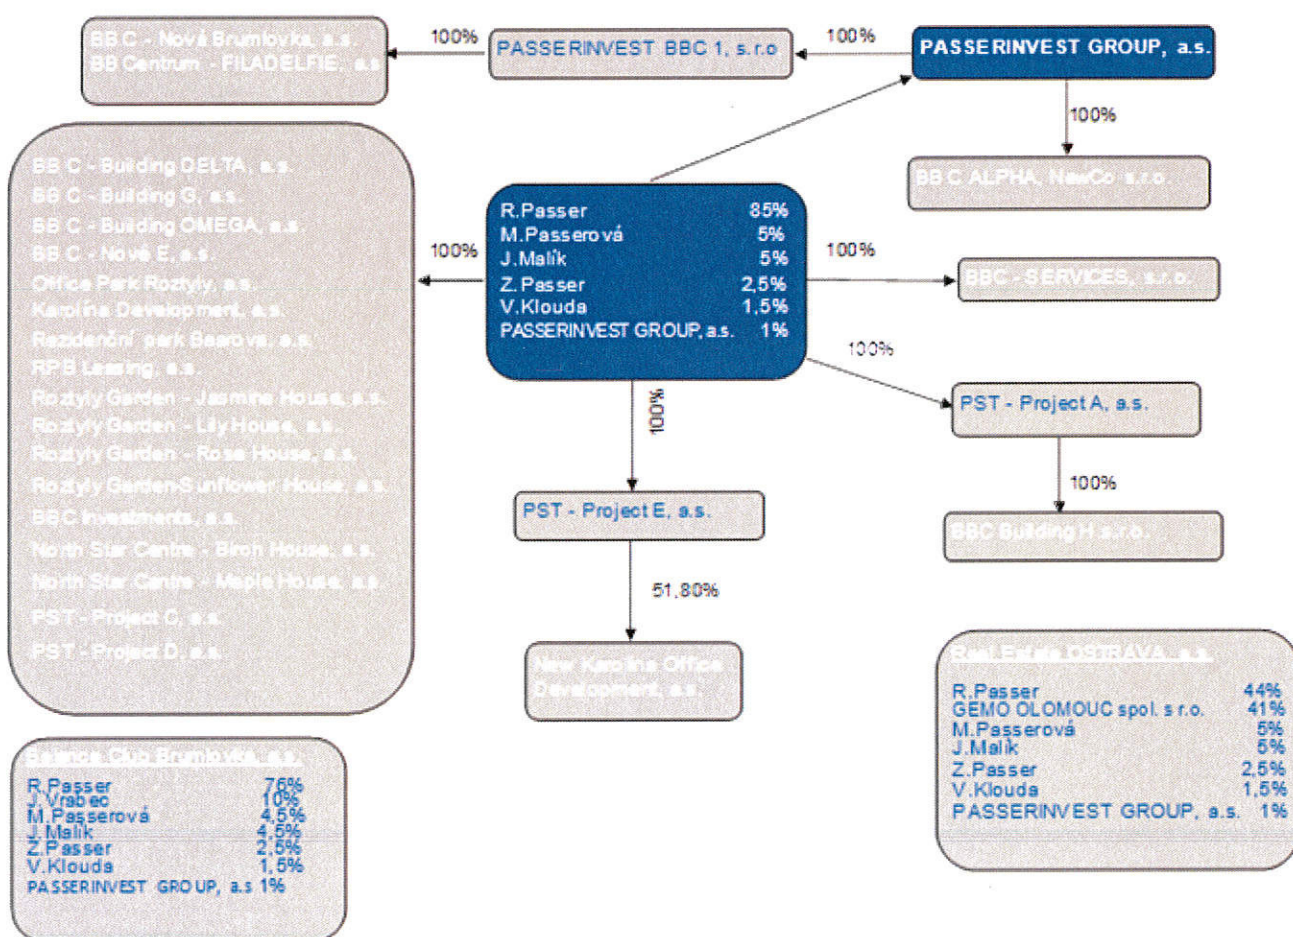 BBC - Nová Brumlovka, a.s.
BB Centrum - FILADELFIE, a.s
100%
PASSERINVEST BBC 1, s.r.o
100%
PASSERINVEST GROUP, a.s.
100%
BBC ALPHA, NewCo s.r.o.
BB C - Building DELTA, a.s.
BB C - Building G, a.s.
BB C - Building OMEGA, a.s.
BB C - Nové E, a.s.
Office Park Roztyly, a.s.
Karolína Development, a.s.
Rezidenční park Baarova, a.s.
RPB Leasing, a.s.
Roztyly Garden - Jasmine House, a.s.
Roztyly Garden - Lily House, a.s.
Roztyly Garden - Rose House, a.s.
Roztyly Garden-Sunflower House, a.s.
BBC Investments, a.s.
North Star Centre - Birch House, a.s.
North Star Centre - Maple House, a.s.
PST - Project C, a.s.
PST - Project D, a.s.
100%
R.Passer 85%
M.Passerová 5%
J.Malík 5%
Z.Passer 2,5%
V.Klouda 1,5%
PASSERINVEST GROUP, a.s. 1%
100%
BBC - SERVICES, s.r.o.
100%
PST - Project A, a.s.
100%
BBC Building H s.r.o.
100%
PST - Project E, a.s.
51,80%
New Karolina Office
Development, a.s.
Balance Club Brumlovka, a.s.
R.Passer 76%
J.Vrabec 10%
M.Passerová 4,5%
J.Malík 4,5%
Z.Passer 2,5%
V.Klouda 1,5%
PASSERINVEST GROUP, a.s 1%
Real Estate OSTRAVA, a.s.
R.Passer 44%
GEMO OLOMOUC spol. s r.o. 41%
M.Passerová 5%
J.Malík 5%
Z.Passer 2,5%
V.Klouda 1,5%
PASSERINVEST GROUP, a.s. 1%